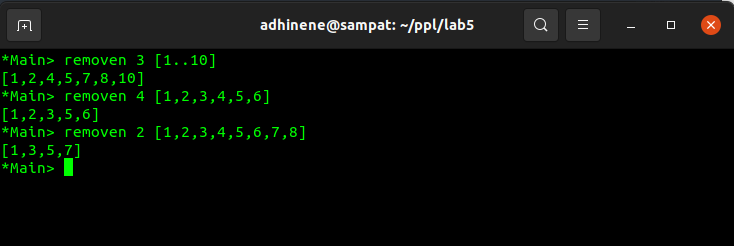 adhinene@sampat: ~/ppl/lab5
*Main> removen 3 [1..10]
[1,2,4,5,7,8,10]
*Main> removen 4 [1,2,3,4,5,6]
[1,2,3,5,6]
*Main> removen 2 [1,2,3,4,5,6,7,8]
[1,3,5,7]
*Main>